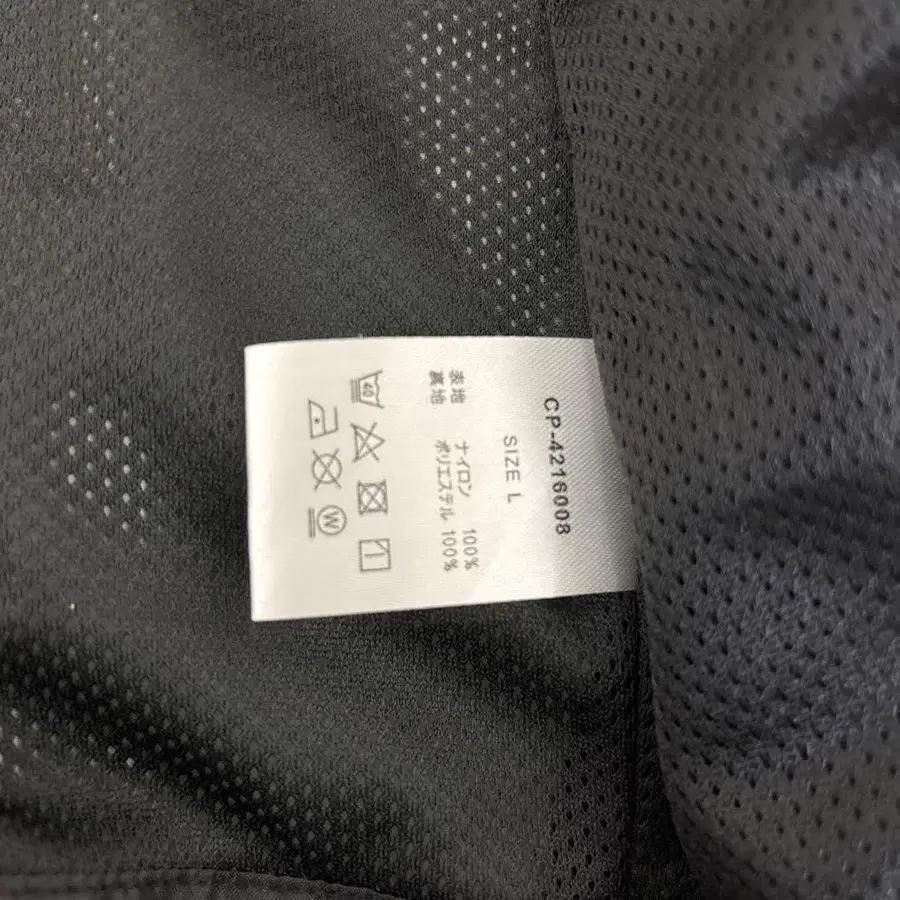 CP-4216008
SIZE L
表地 ナイロン 100%
裏地 ポリエステル 100%
40
W